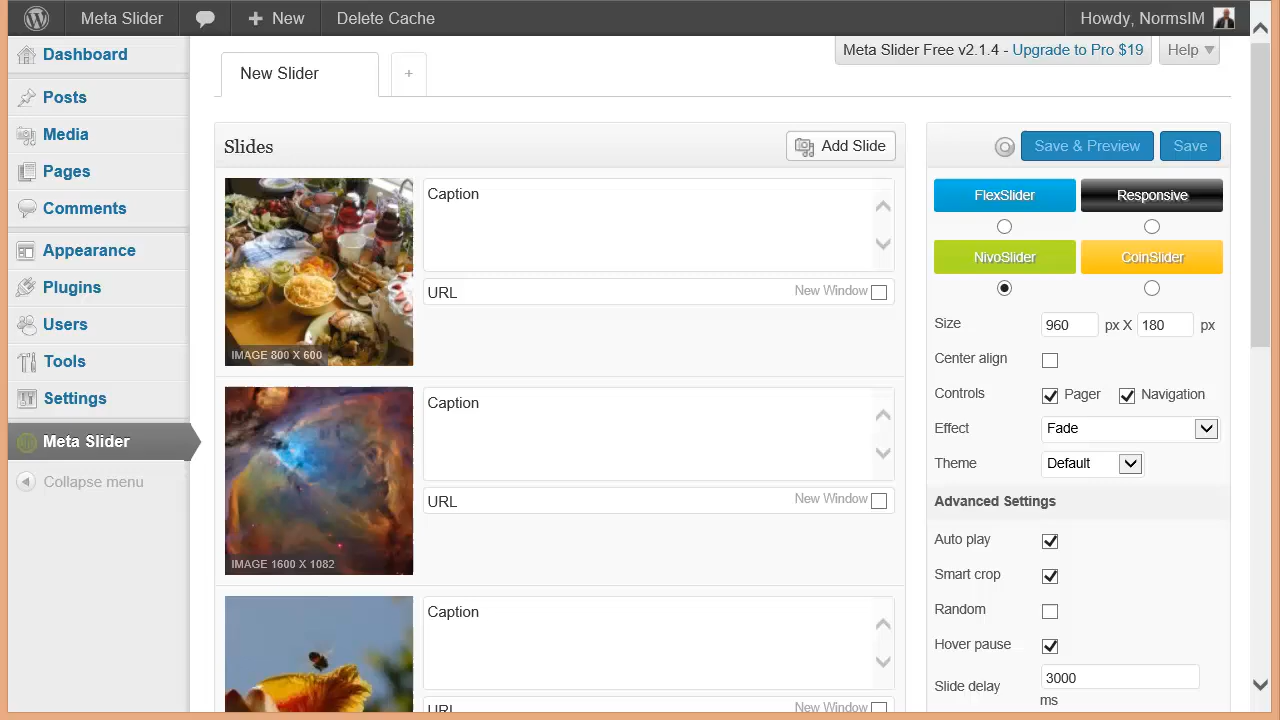 Meta Slider
New
Delete Cache
Howdy, NormsIM
Dashboard
Posts
Media
Pages
Comments
Appearance
Plugins
Users
Tools
Settings
Meta Slider
Collapse menu
Meta Slider Free v2.1.4 - Upgrade to Pro $19
Help
New Slider
+
Slides
Add Slide
Caption
URL
New Window
IMAGE 800 X 600
Caption
URL
New Window
IMAGE 1600 X 1082
Caption
URL
New Window
Save & Preview
Save
FlexSlider
Responsive
NivoSlider
CoinSlider
Size 960 px X 180 px
Center align
Controls Pager Navigation
Effect Fade
Theme Default
Advanced Settings
Auto play
Smart crop
Random
Hover pause
Slide delay 3000
ms